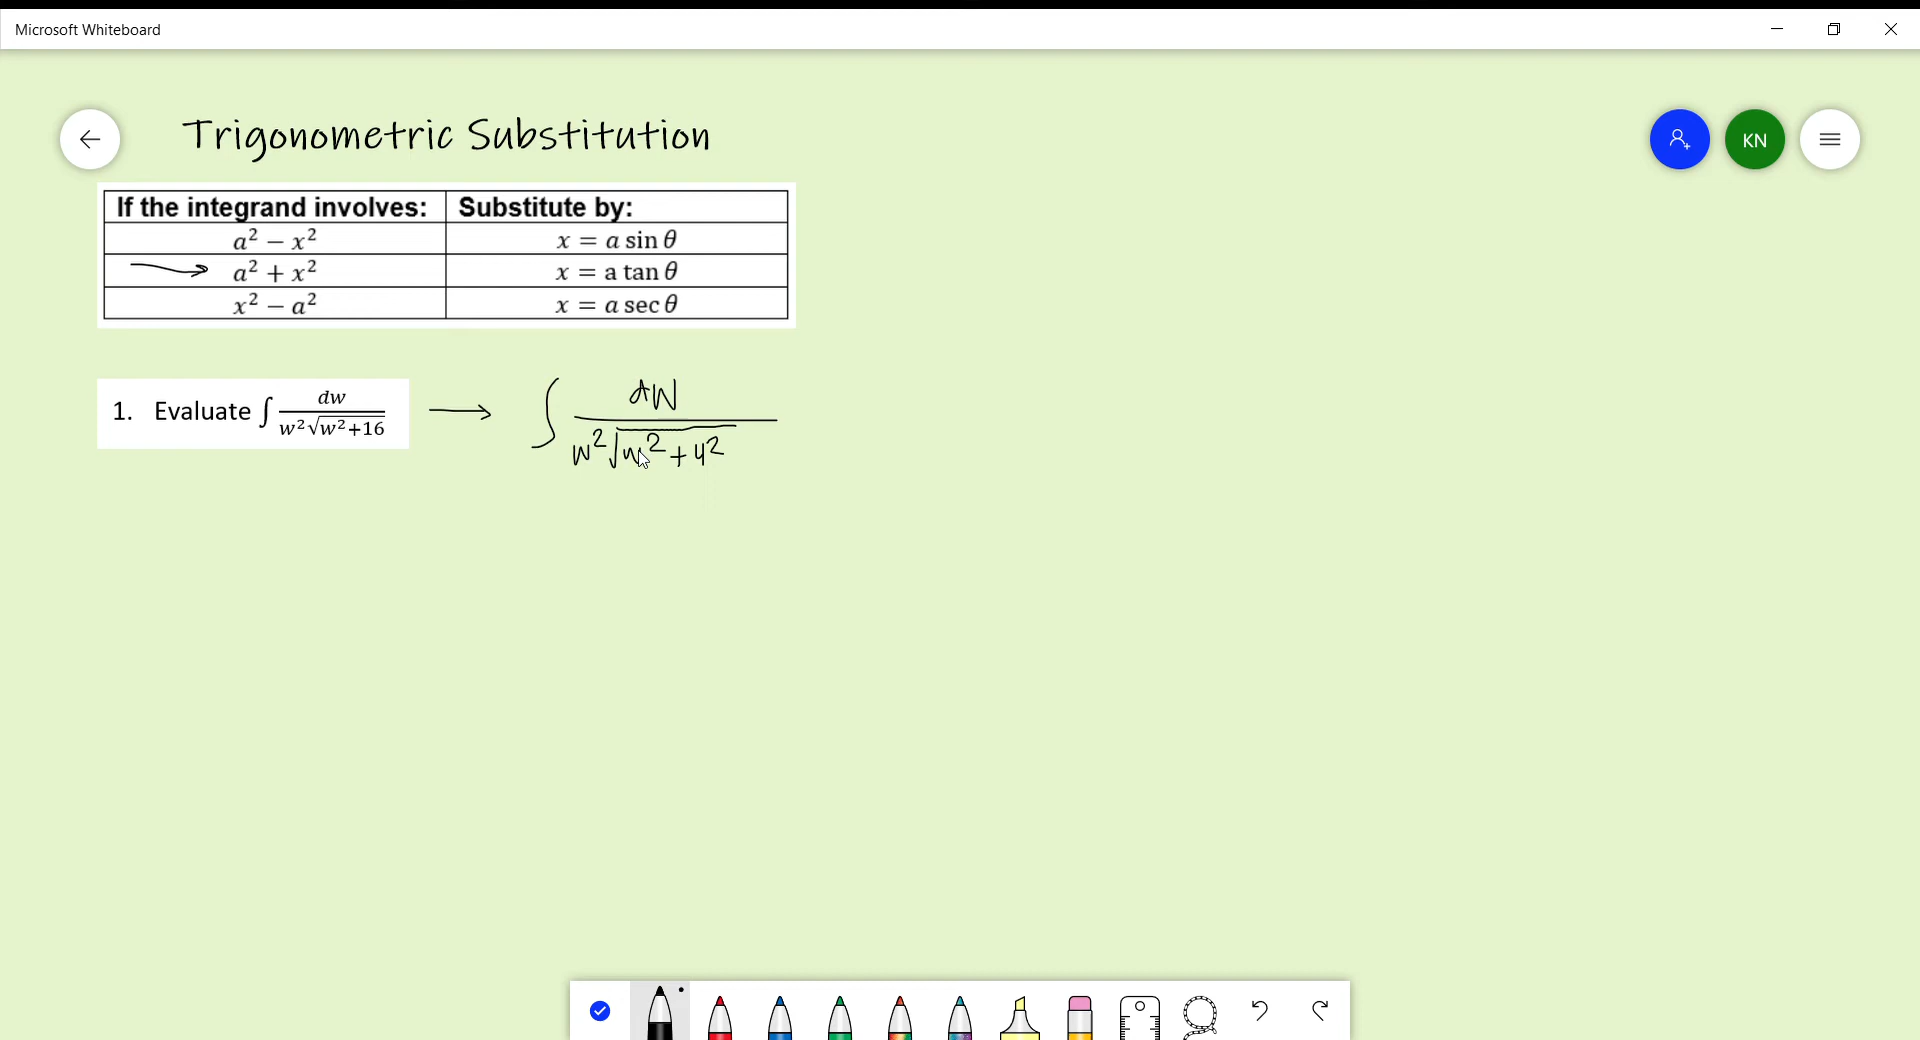 Microsoft Whiteboard
Trigonometric Substitution
KN
If the integrand involves: Substitute by:
a² − x² x = a sin θ
a² + x² x = a tan θ
x² − a² x = a sec θ
1. Evaluate ∫ dw / (w²√(w²+16)) → ∫ dw / (w²√(w²+4²))